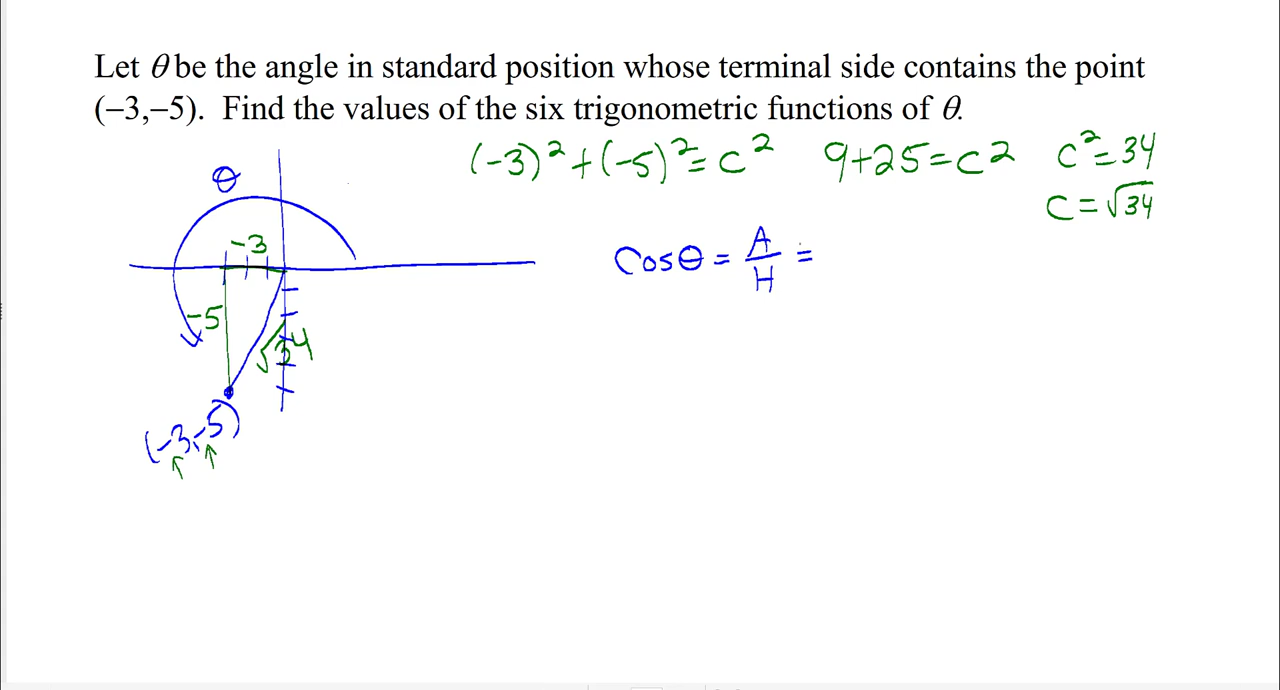 Let θ be the angle in standard position whose terminal side contains the point
(–3,–5). Find the values of the six trigonometric functions of θ.
(-3)²+(-5)²=c² 9+25=c² c²=34
c=√34
θ
-3
cosθ = A/H =
-5
√34
(-3,-5)